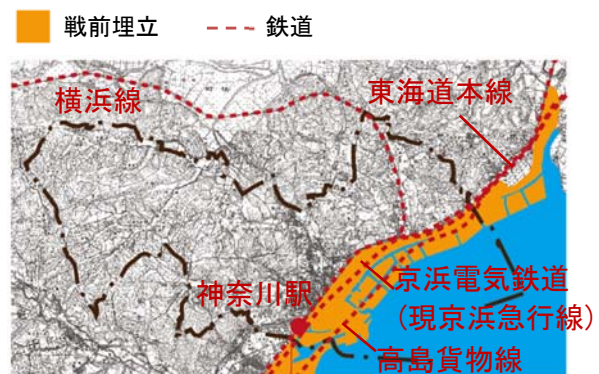 戦前埋立
鉄道
横浜線
東海道本線
神奈川駅
京浜電気鉄道
（現京浜急行線）
高島貨物線